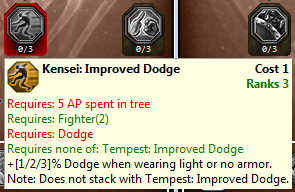 0/3
0/3
0/3
Kensei: Improved Dodge Cost 1
Ranks 3
Requires: 5 AP spent in tree
Requires: Fighter(2)
Requires: Dodge
Requires none of: Tempest: Improved Dodge
+[1/2/3]% Dodge when wearing light or no armor.
Note: Does not stack with Tempest: Improved Dodge.